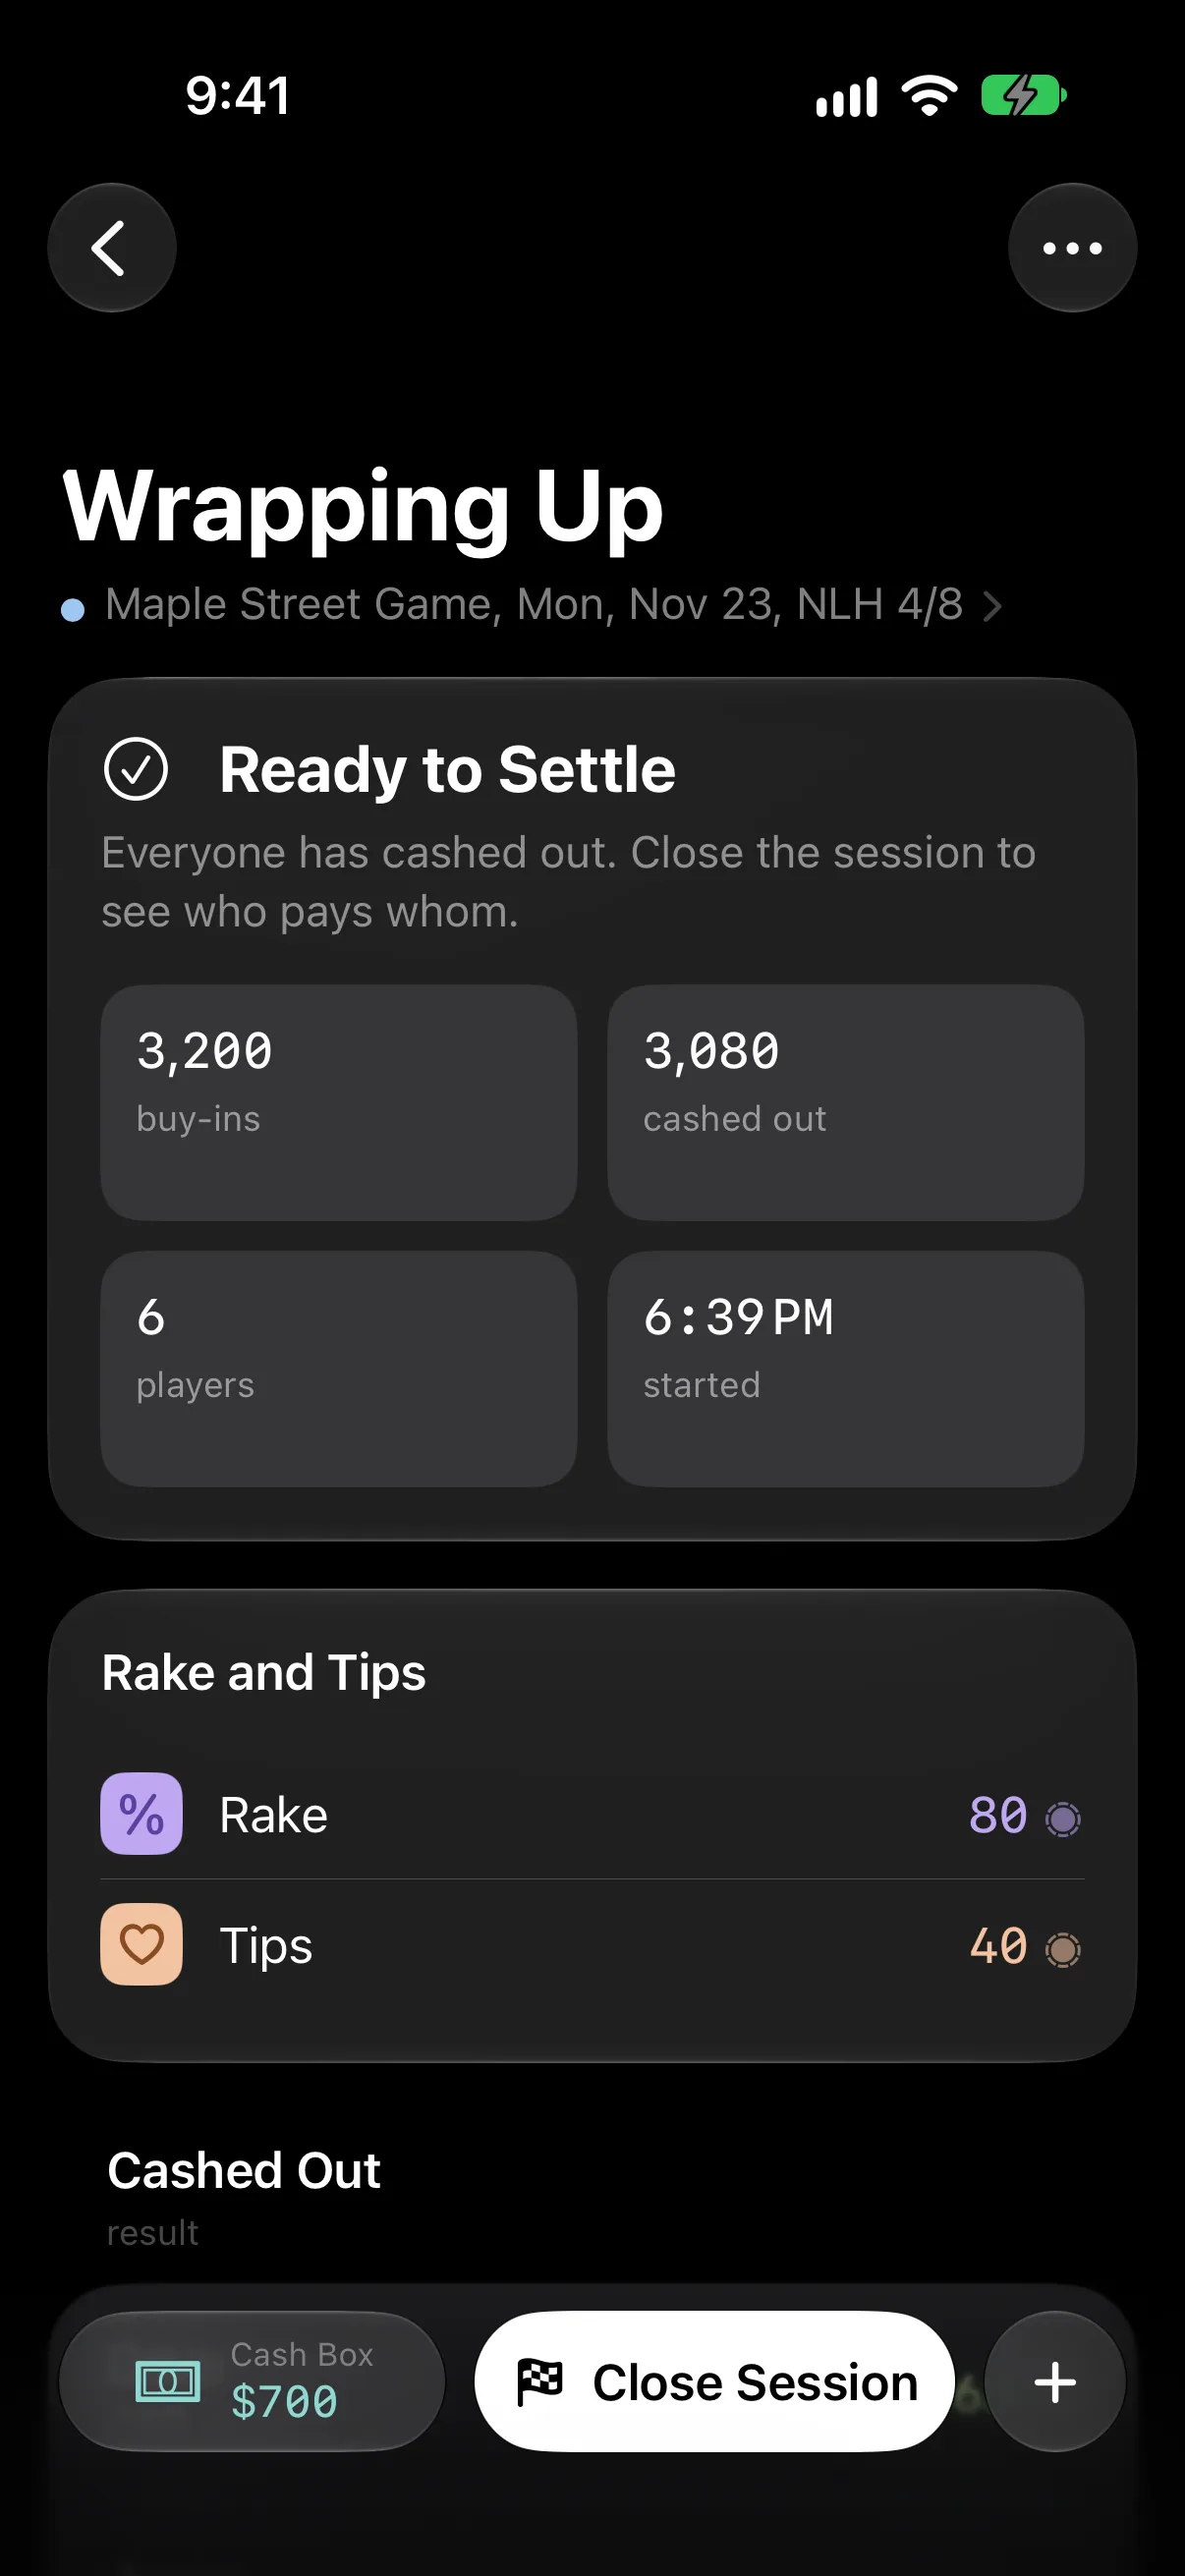 9:41
Wrapping Up
Maple Street Game, Mon, Nov 23, NLH 4/8
Ready to Settle
Everyone has cashed out. Close the session to
see who pays whom.
3,200
buy-ins
3,080
cashed out
6
players
6:39 PM
started
Rake and Tips
% Rake 80
Tips 40
Cashed Out
result
Cash Box
$700
Close Session